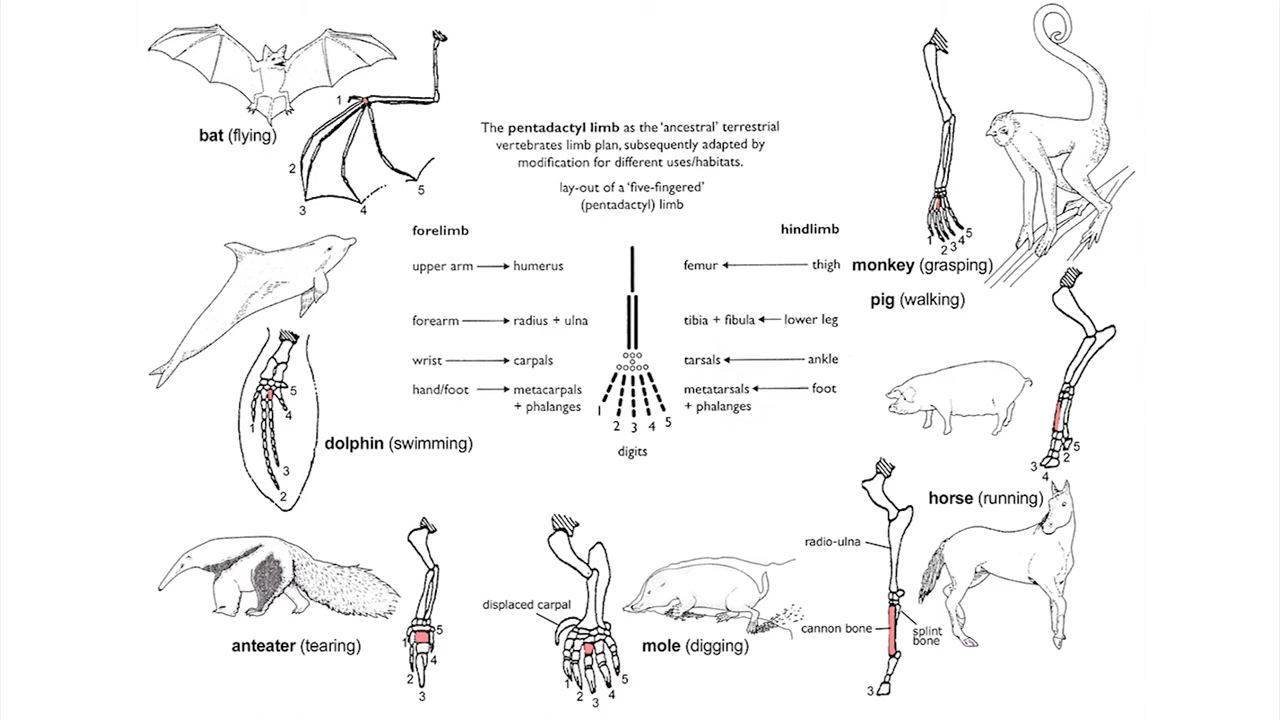 bat (flying)
1
2
3
4
5
The pentadactyl limb as the 'ancestral' terrestrial
vertebrates limb plan, subsequently adapted by
modification for different uses/habitats.
lay-out of a 'five-fingered'
(pentadactyl) limb
forelimb
hindlimb
upper arm humerus
femur thigh
forearm radius + ulna
tibia + fibula lower leg
wrist carpals
tarsals ankle
hand/foot metacarpals
+ phalanges
metatarsals foot
+ phalanges
1 2 3 4 5
digits
monkey (grasping)
1 2 3 4 5
pig (walking)
3 4 2 5
dolphin (swimming)
1
5
4
3
2
horse (running)
radio-ulna
cannon bone
splint
bone
3
anteater (tearing)
1
5
4
2
3
displaced carpal
mole (digging)
1 2 3 4 5